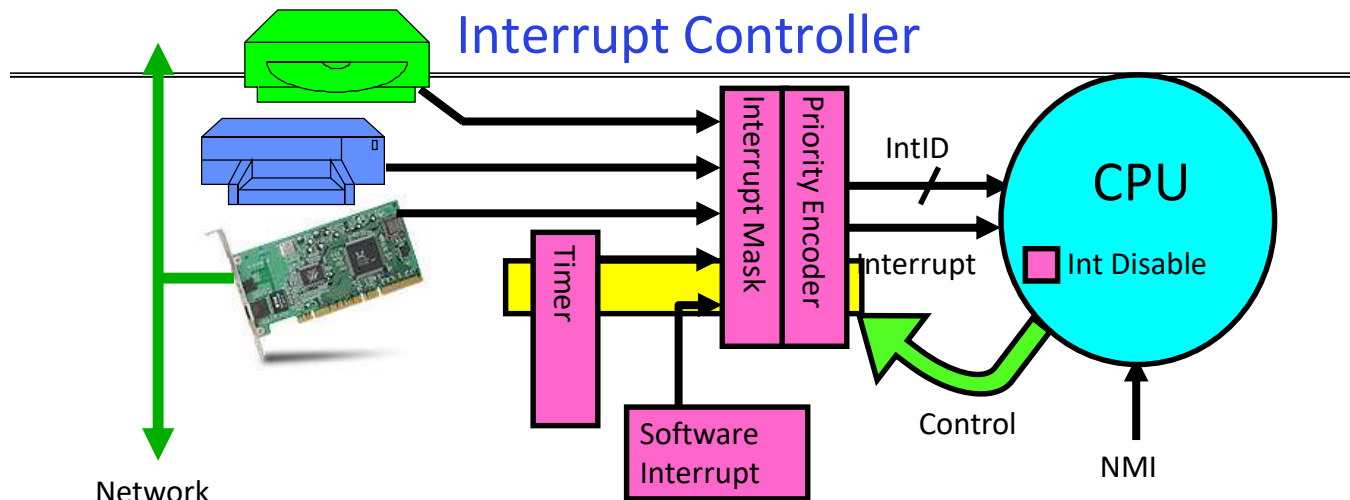 Interrupt Controller
Interrupt Mask
Priority Encoder
IntID
CPU
Interrupt
Int Disable
Timer
Software
Interrupt
Control
NMI
Network